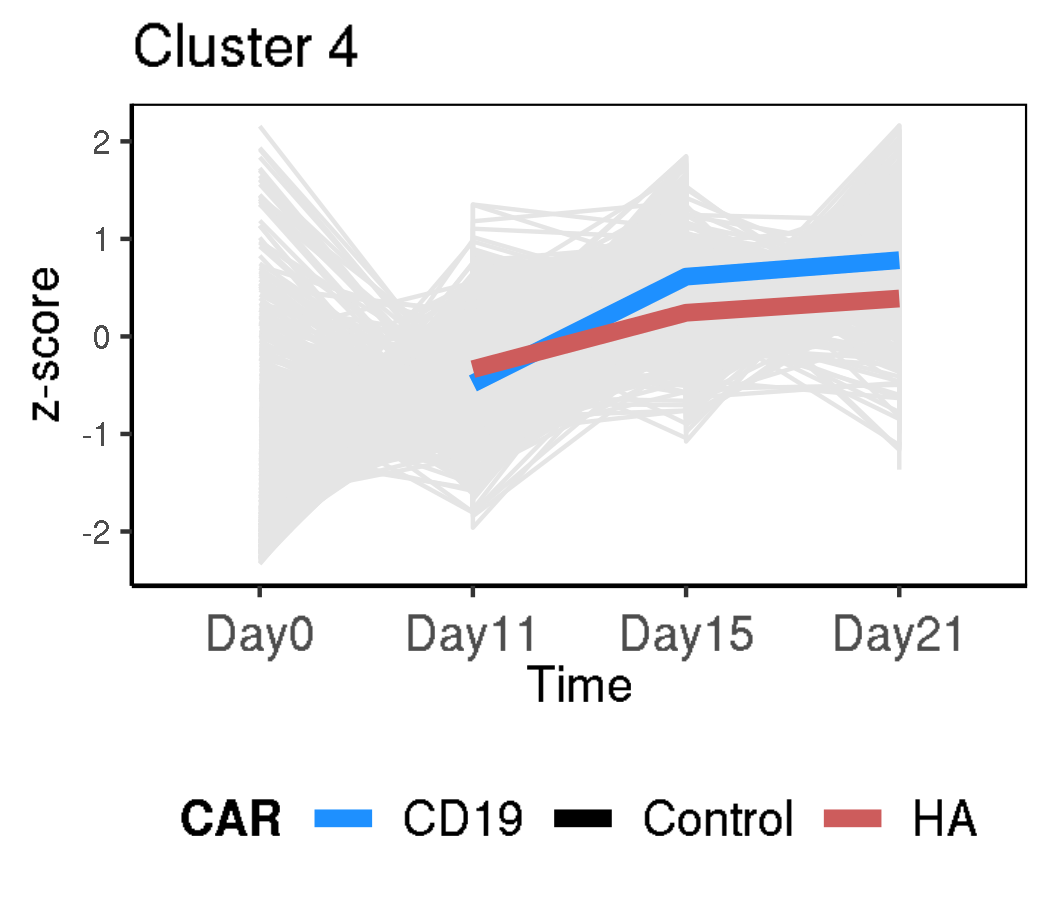 Cluster 4
z-score
2
1
0
-1
-2
Day0 Day11 Day15 Day21
Time
CAR CD19 Control HA